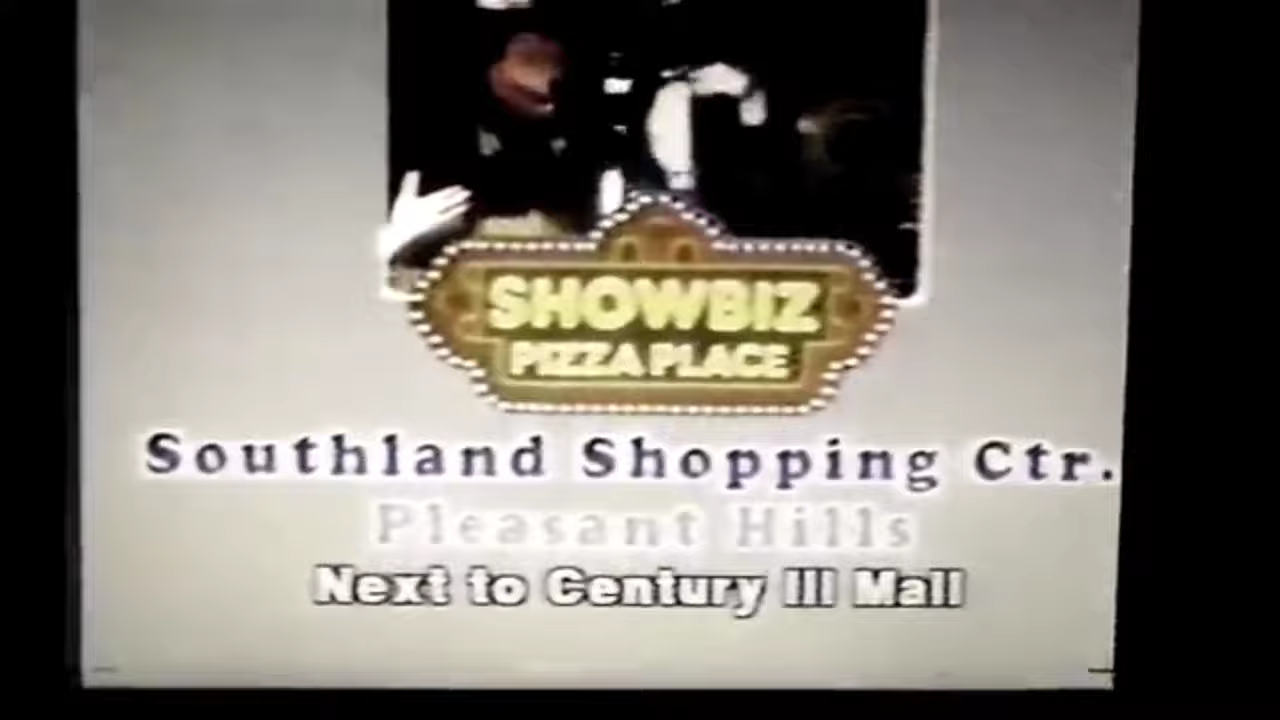 SHOWBIZ
PIZZA PLACE
Southland Shopping Ctr.
Pleasant Hills
Next to Century III Mall